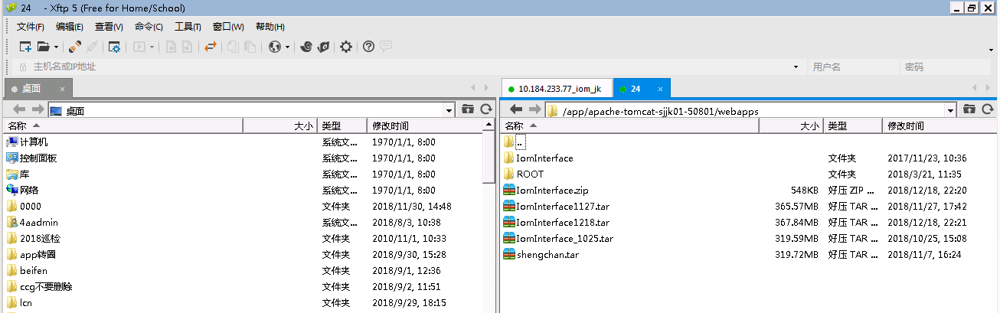 24 - Xftp 5 (Free for Home/School)
文件(F) 编辑(E) 查看(V) 命令(C) 工具(T) 窗口(W) 帮助(H)
主机名或IP地址 用户名 密码
桌面 × 10.184.233.77_iom_jk 24 ×
桌面 /app/apache-tomcat-sjjk01-50801/webapps
名称 大小 类型 修改时间 名称 大小 类型 修改时间
计算机 系统文... 1970/1/1, 8:00 ..
控制面板 系统文... 1970/1/1, 8:00 IomInterface 文件夹 2017/11/23, 10:36
库 系统文... 1970/1/1, 8:00 ROOT 文件夹 2018/3/21, 11:35
网络 系统文... 1970/1/1, 8:00 IomInterface.zip 548KB 好压 ZIP ... 2018/12/18, 22:20
0000 文件夹 2018/11/30, 14:48 IomInterface1127.tar 365.57MB 好压 TAR ... 2018/11/27, 17:42
4aadmin 系统文... 2018/8/3, 10:38 IomInterface1218.tar 367.84MB 好压 TAR ... 2018/12/18, 22:21
2018巡检 文件夹 2010/11/1, 10:33 IomInterface_1025.tar 319.59MB 好压 TAR ... 2018/10/25, 15:08
app转圈 文件夹 2018/9/30, 15:28 shengchan.tar 319.72MB 好压 TAR ... 2018/11/7, 16:24
beifen 文件夹 2018/9/1, 12:36
ccg不要删除 文件夹 2018/9/2, 11:51
lcn 文件夹 2018/9/29, 18:15